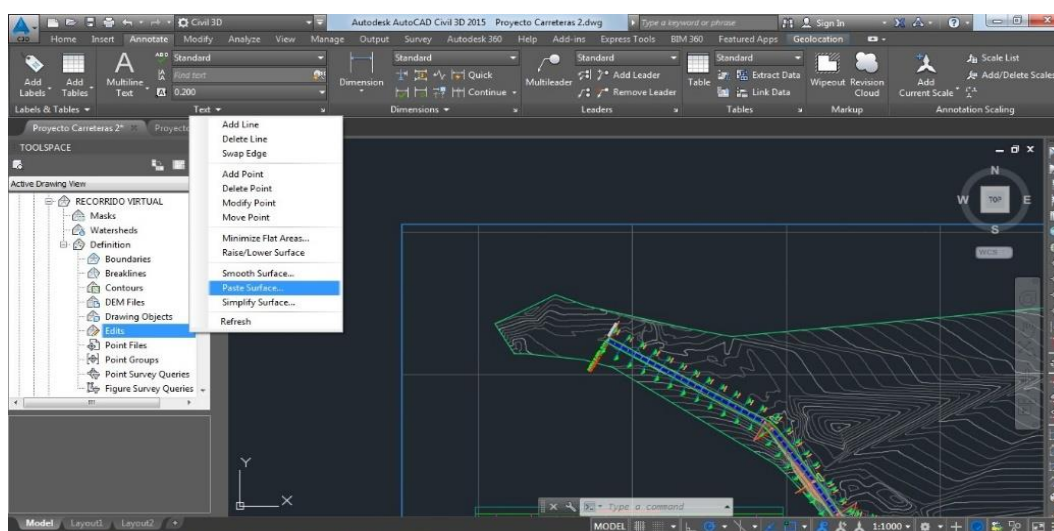 Civil 3D
Autodesk AutoCAD Civil 3D 2015 Proyecto Carreteras 2.dwg
Type a keyword or phrase
Sign In
C3D
Home Insert Annotate Modify Analyze View Manage Output Survey Autodesk 360 Help Add-ins Express Tools BIM 360 Featured Apps Geolocation
Add Labels
Add Tables
Multiline Text
Standard
Find text
0.200
Dimension
Standard
Quick
Continue
Multileader
Standard
Add Leader
Remove Leader
Table
Standard
Extract Data
Link Data
Wipeout
Revision Cloud
Add Current Scale
Scale List
Add/Delete Scales
Labels & Tables
Text
Dimensions
Leaders
Tables
Markup
Annotation Scaling
Proyecto Carreteras 2*
Proyecto
TOOLSPACE
Active Drawing View
RECORRIDO VIRTUAL
Masks
Watersheds
Definition
Boundaries
Breaklines
Contours
DEM Files
Drawing Objects
Edits
Point Files
Point Groups
Point Survey Queries
Figure Survey Queries
Add Line
Delete Line
Swap Edge
Add Point
Delete Point
Modify Point
Move Point
Minimize Flat Areas...
Raise/Lower Surface
Smooth Surface...
Paste Surface...
Simplify Surface...
Refresh
N
W TOP E
S
WCS
Y
X
Type a command
Model Layout1 Layout2 +
MODEL
1:1000